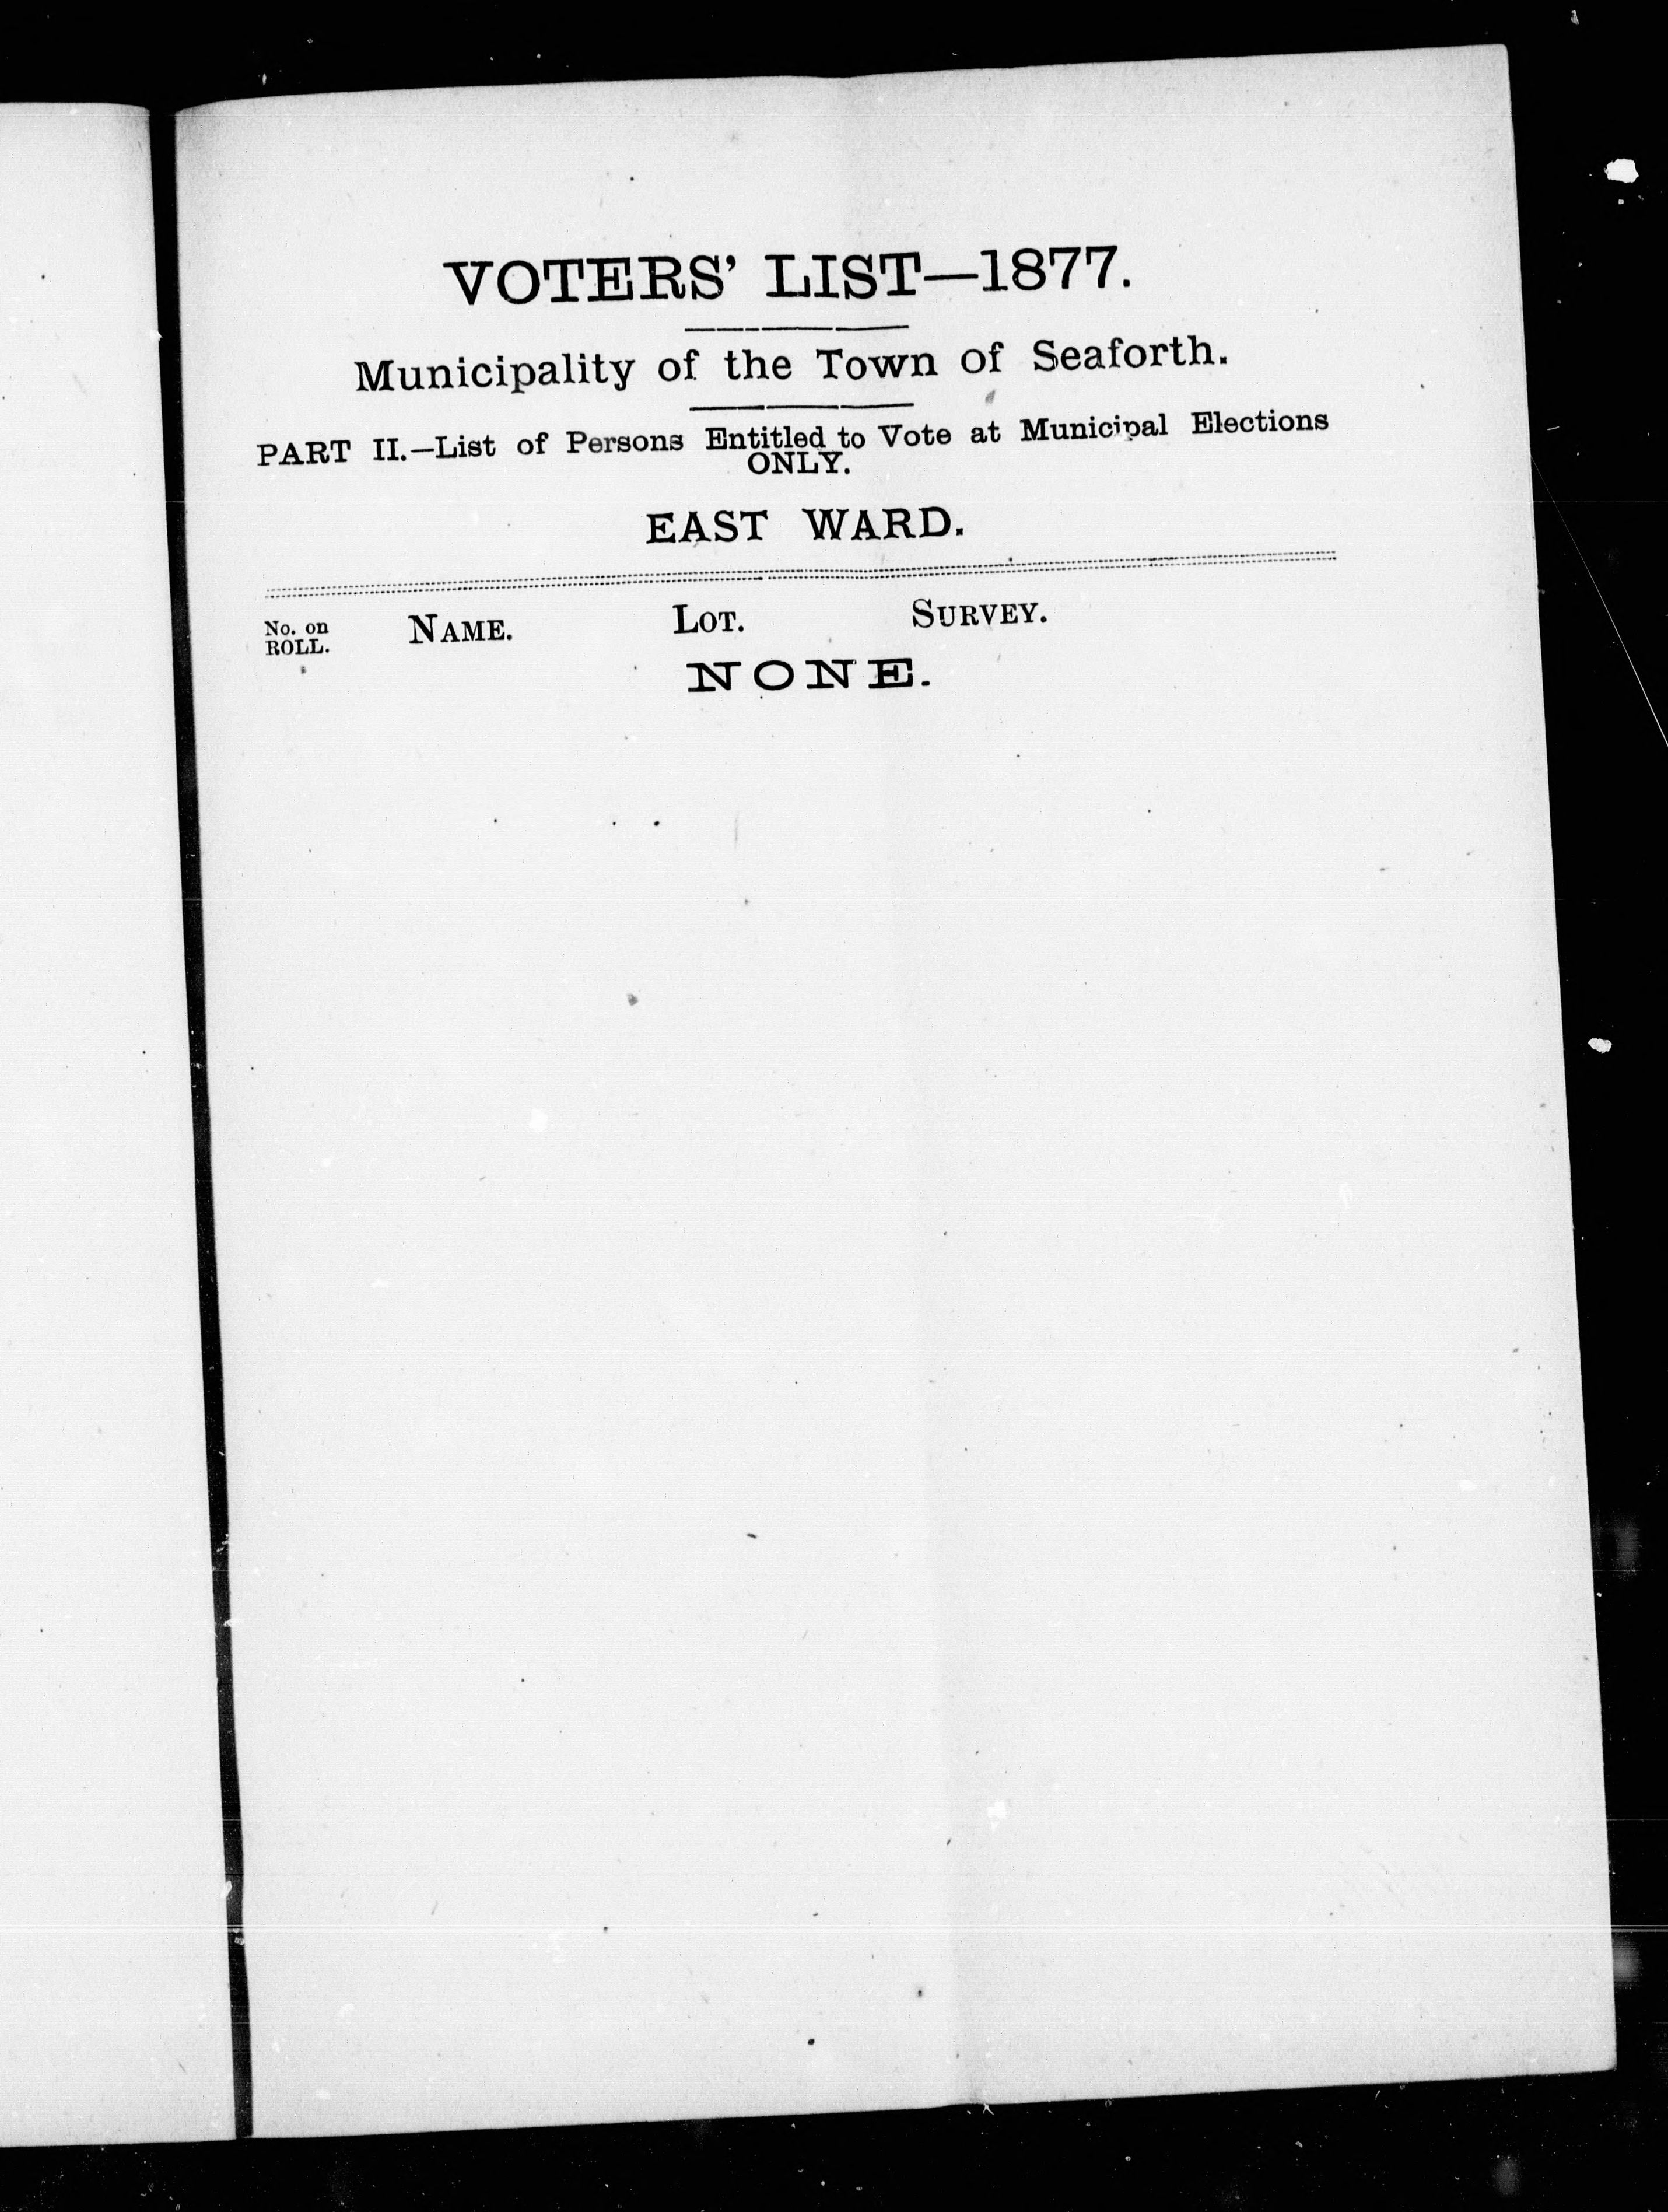 VOTERS' LIST—1877.
Municipality of the Town of Seaforth.
PART II.—List of Persons Entitled to Vote at Municipal Elections
ONLY.
EAST WARD.
No. on
ROLL. NAME. LOT. SURVEY.
NONE.